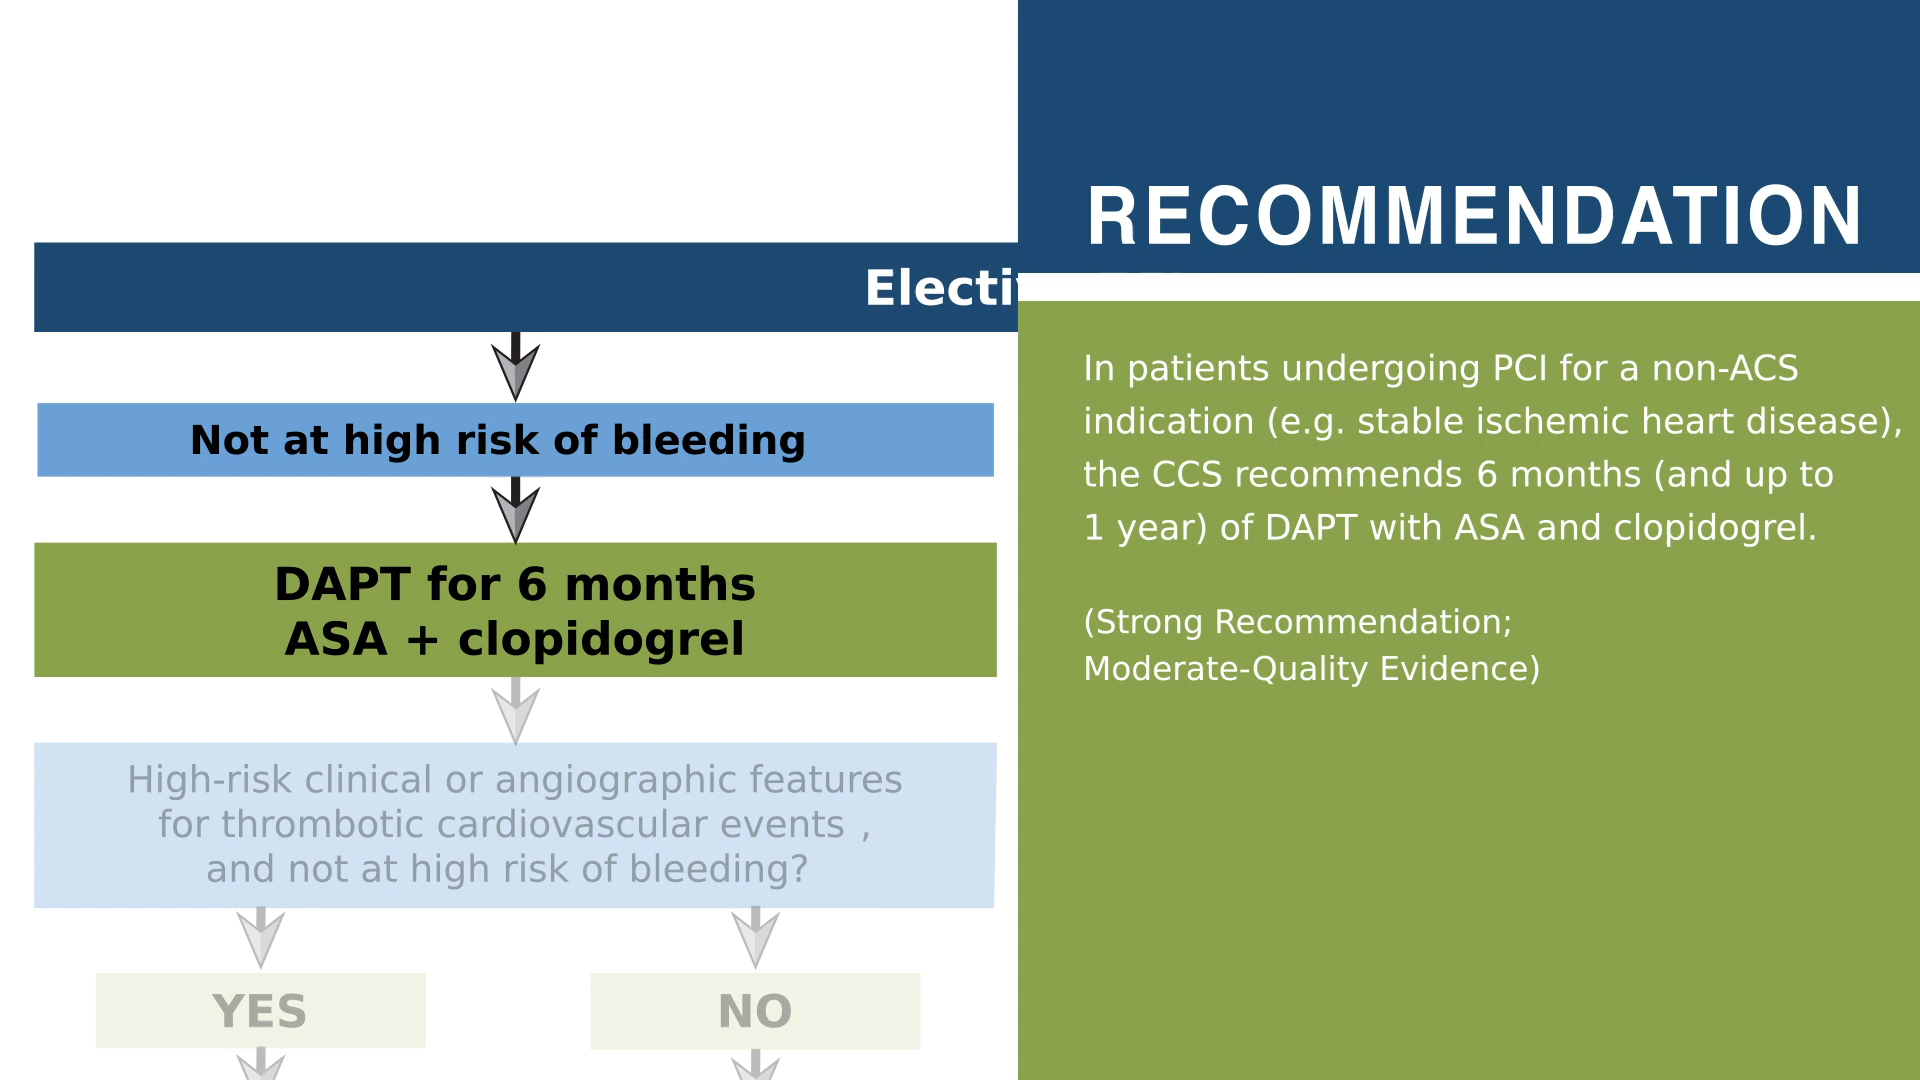 RECOMMENDATION
Electi
Not at high risk of bleeding
DAPT for 6 months
ASA + clopidogrel
High-risk clinical or angiographic features
for thrombotic cardiovascular events ,
and not at high risk of bleeding?
YES
NO
In patients undergoing PCI for a non-ACS
indication (e.g. stable ischemic heart disease),
the CCS recommends 6 months (and up to
1 year) of DAPT with ASA and clopidogrel.
(Strong Recommendation;
Moderate-Quality Evidence)